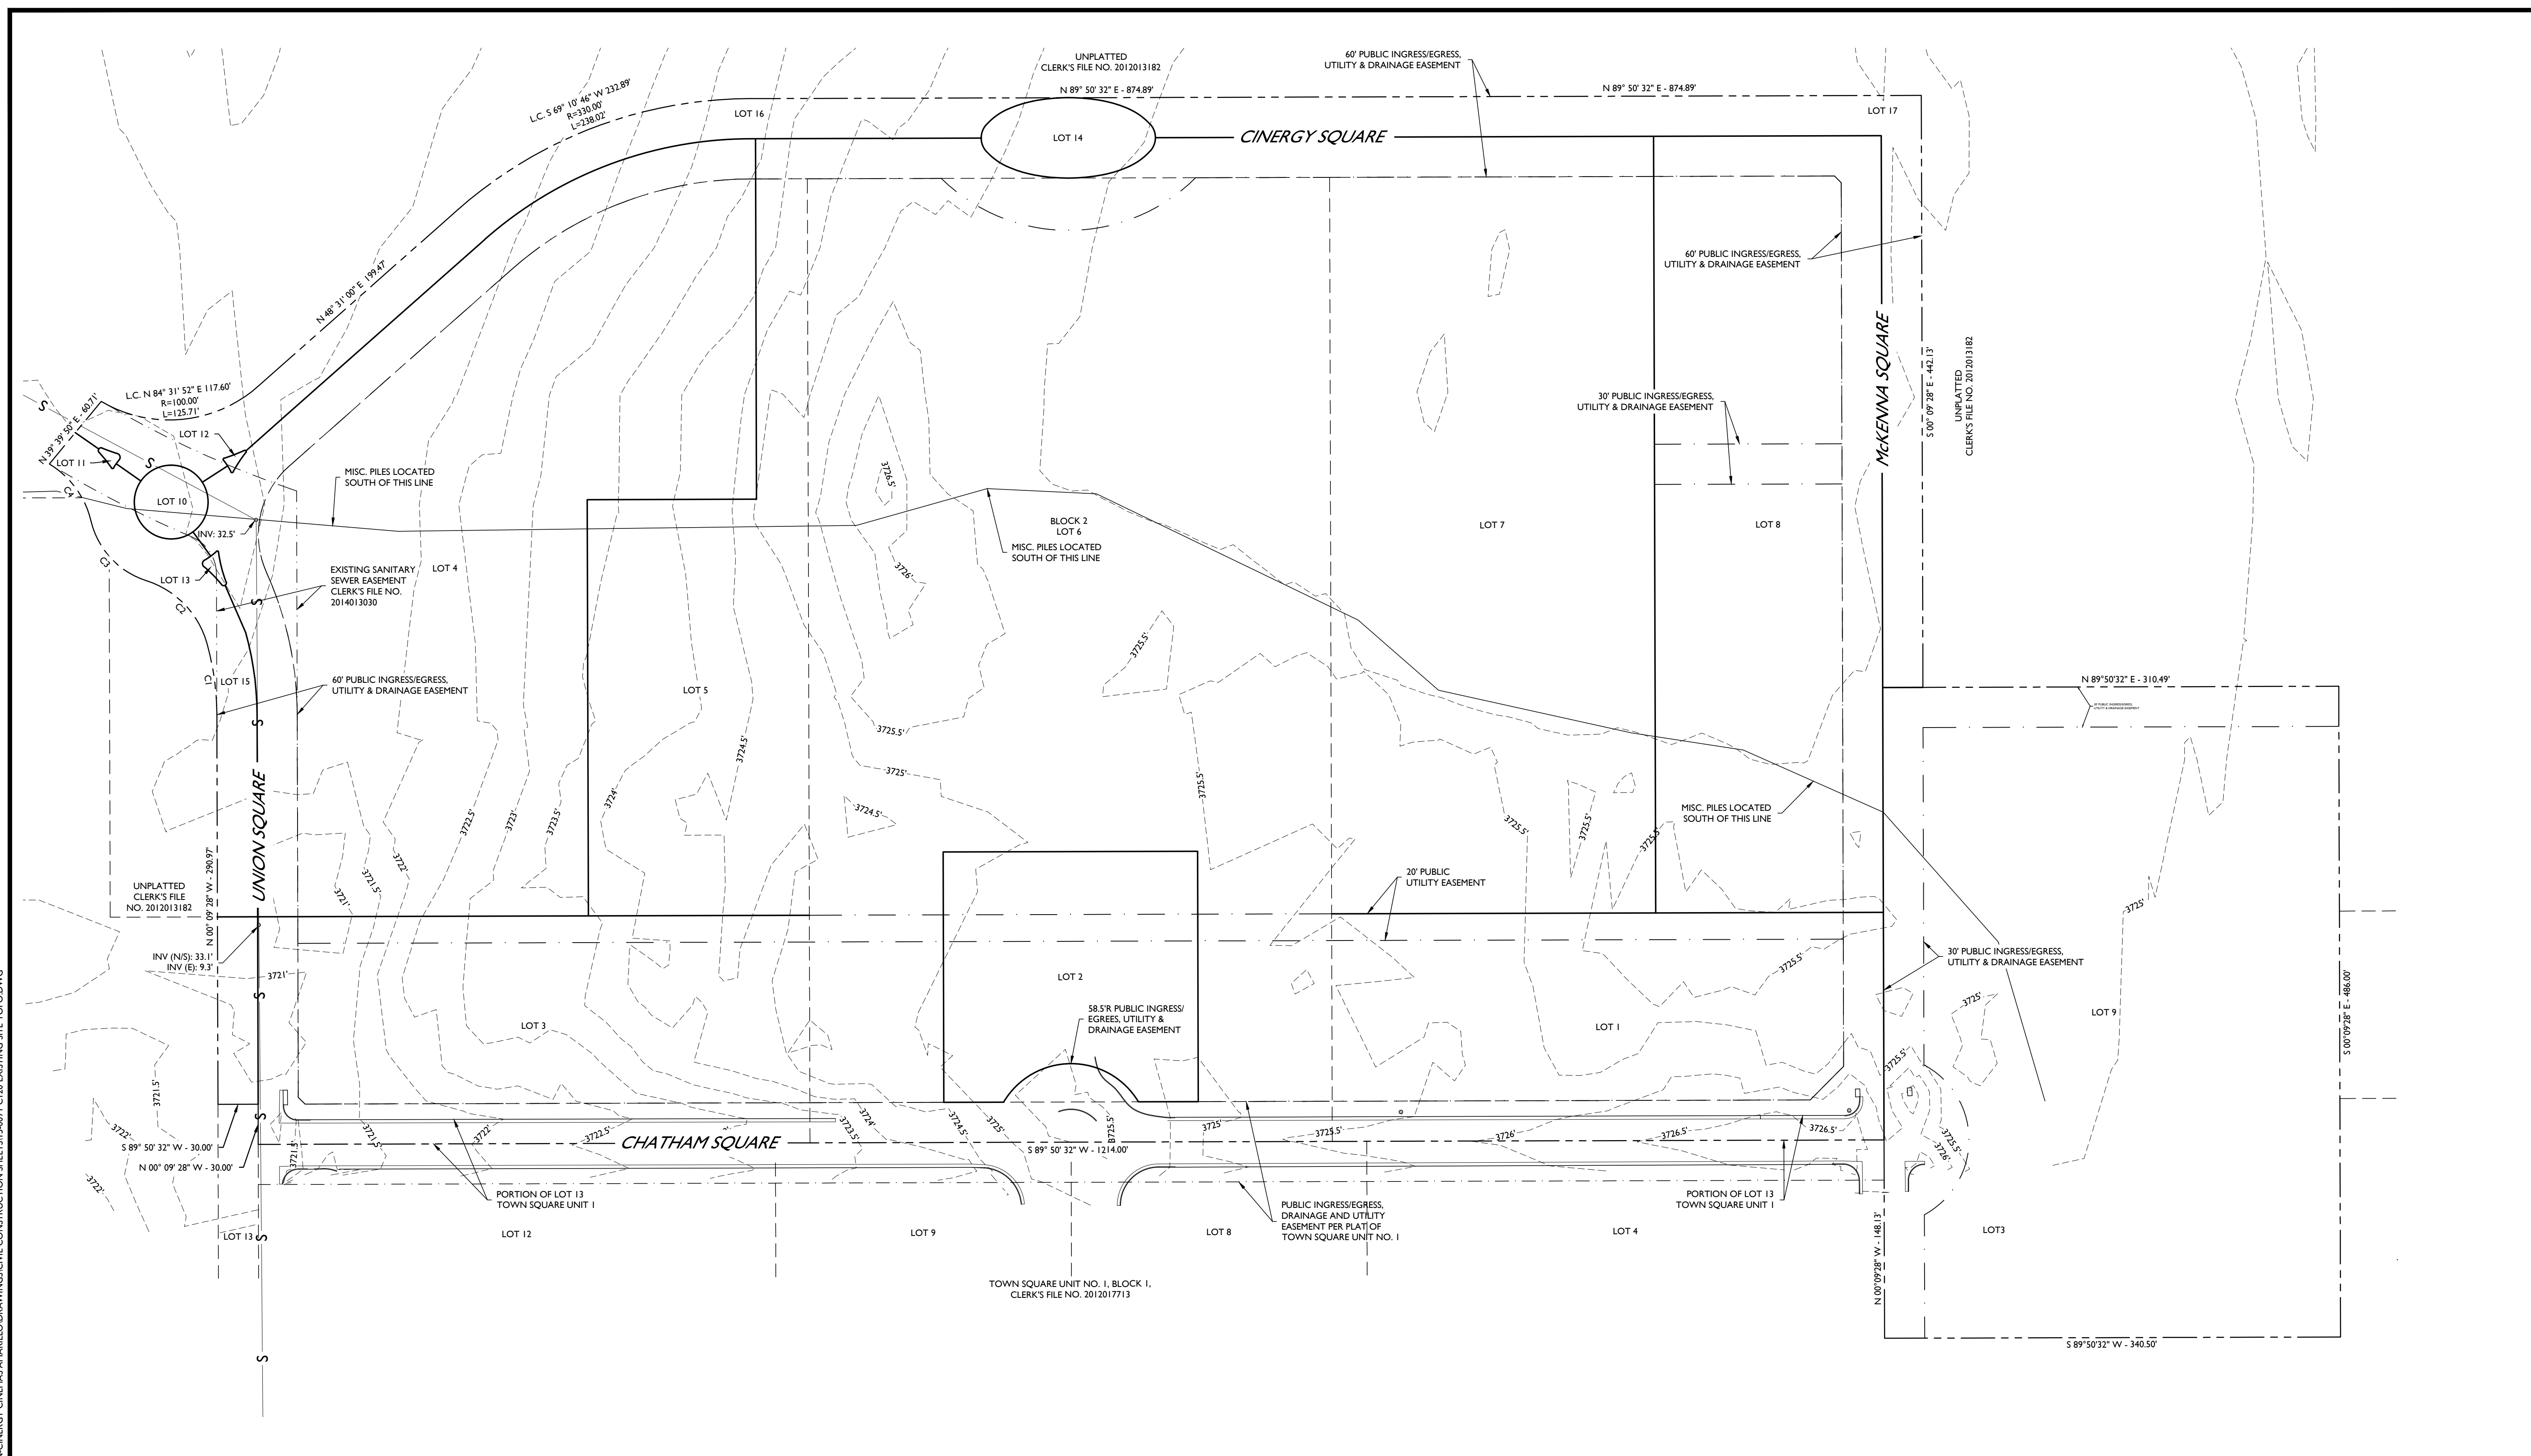 UNPLATTED
CLERK'S FILE NO. 2012013182
60' PUBLIC INGRESS/EGRESS,
UTILITY & DRAINAGE EASEMENT
N 89° 50' 32" E - 874.89'
N 89° 50' 32" E - 874.89'
L.C. S 69° 10' 46" W 232.89'
R=330.00'
L=238.02'
LOT 16
LOT 14
CINERGY SQUARE
LOT 17
N 48° 31' 00" E 199.47'
60' PUBLIC INGRESS/EGRESS,
UTILITY & DRAINAGE EASEMENT
McKENNA SQUARE
S 00° 09' 28" E - 442.13'
UNPLATTED
CLERK'S FILE NO. 2012013182
L.C. N 84° 31' 52" E 117.60'
R=100.00'
L=125.71'
N 39° 39' 50" E - 60.71'
S
LOT 12
LOT 11
S
C4
LOT 10
30' PUBLIC INGRESS/EGRESS,
UTILITY & DRAINAGE EASEMENT
MISC. PILES LOCATED
SOUTH OF THIS LINE
3726.5'
INV: 32.5'
BLOCK 2
LOT 6
LOT 7
LOT 8
MISC. PILES LOCATED
SOUTH OF THIS LINE
C3
LOT 13
EXISTING SANITARY
SEWER EASEMENT
CLERK'S FILE NO.
2014013030
LOT 4
3726'
C2
S
3725.5'
C1
LOT 15
60' PUBLIC INGRESS/EGRESS,
UTILITY & DRAINAGE EASEMENT
LOT 5
N 89°50'32" E - 310.49'
30' PUBLIC INGRESS/EGRESS,
UTILITY & DRAINAGE EASEMENT
S
3725.5'
3724.5'
3725'
3725.5'
UNION SQUARE
3724'
3724.5'
3722.5'
3723'
3723.5'
3725.5'
3725.5'
3725.5'
MISC. PILES LOCATED
SOUTH OF THIS LINE
N 00° 09' 28" W - 290.97'
3722'
3721.5'
3721'
20' PUBLIC
UTILITY EASEMENT
UNPLATTED
CLERK'S FILE
NO. 2012013182
3725'
INV (N/S): 33.1'
INV (E): 9.3'
3721'
30' PUBLIC INGRESS/EGRESS,
UTILITY & DRAINAGE EASEMENT
3725.5'
LOT 2
S
3725'
LOT 9
S 00°09'28" E - 486.00'
58.5'R PUBLIC INGRESS/
EGREES, UTILITY &
DRAINAGE EASEMENT
LOT 3
LOT 1
3725.5'
3721.5'
S
3722'
3721.5'
3721.5'
3722'
3722.5'
CHATHAM SQUARE
3723.5'
3724'
3724.5'
3725'
3725.5'
3725'
3725.5'
3726'
3726.5'
3726.5'
3725.5'
3726'
S 89° 50' 32" W - 30.00'
N 00° 09' 28" W - 30.00'
S 89° 50' 32" W - 1214.00'
3722'
PORTION OF LOT 13
TOWN SQUARE UNIT 1
PUBLIC INGRESS/EGRESS,
DRAINAGE AND UTILITY
EASEMENT PER PLAT OF
TOWN SQUARE UNIT NO. 1
PORTION OF LOT 13
TOWN SQUARE UNIT 1
LOT 13
S
LOT 12
LOT 9
LOT 8
LOT 4
LOT3
N 00°09'28" W - 148.13'
TOWN SQUARE UNIT NO. 1, BLOCK 1,
CLERK'S FILE NO. 2012017713
S 89°50'32" W - 340.50'
S